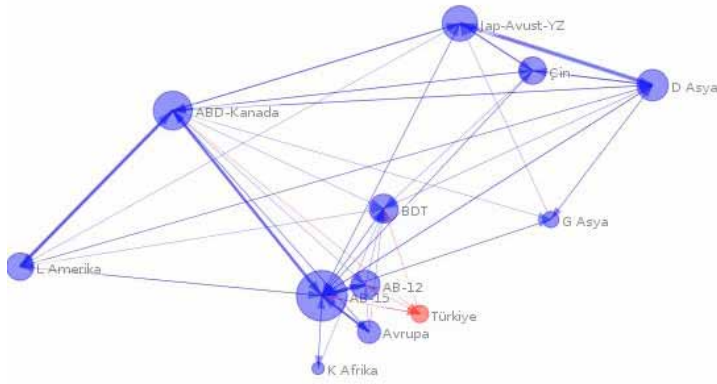 Jap-Avust-YZ
Çin
D Asya
ABD-Kanada
BDT
G Asya
L Amerika
AB-12
AB-15
Türkiye
Avrupa
K Afrika